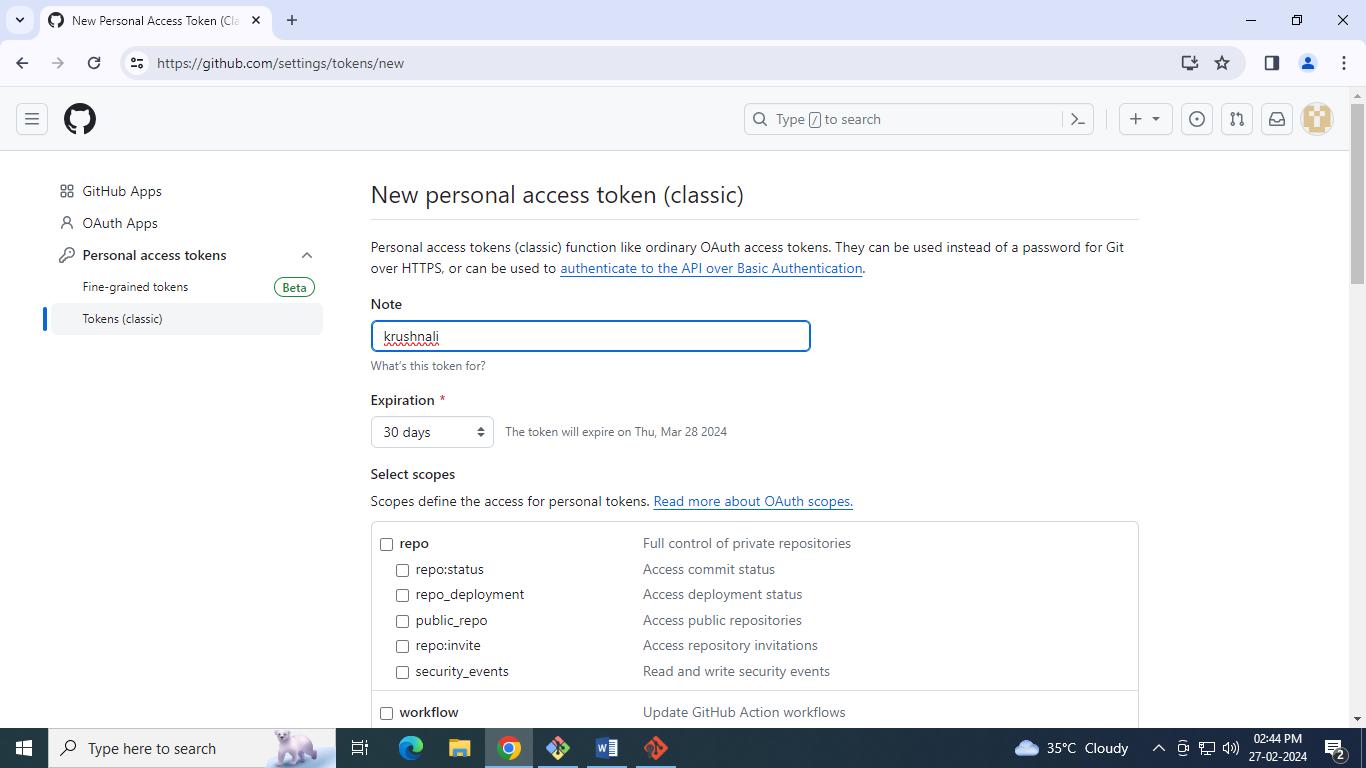 New Personal Access Token (Cla
https://github.com/settings/tokens/new
Type / to search
GitHub Apps
OAuth Apps
Personal access tokens
Fine-grained tokens Beta
Tokens (classic)
New personal access token (classic)
Personal access tokens (classic) function like ordinary OAuth access tokens. They can be used instead of a password for Git
over HTTPS, or can be used to authenticate to the API over Basic Authentication.
Note
krushnali
What's this token for?
Expiration *
30 days The token will expire on Thu, Mar 28 2024
Select scopes
Scopes define the access for personal tokens. Read more about OAuth scopes.
repo Full control of private repositories
repo:status Access commit status
repo_deployment Access deployment status
public_repo Access public repositories
repo:invite Access repository invitations
security_events Read and write security events
workflow Update GitHub Action workflows
Type here to search
35°C Cloudy
02:44 PM
27-02-2024
2